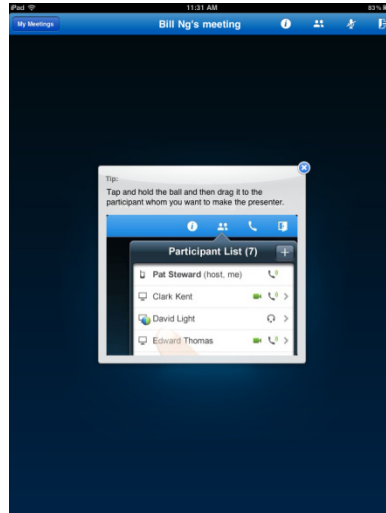 iPad 11:31 AM 83%
My Meetings Bill Ng's meeting
Tip:
Tap and hold the ball and then drag it to the
participant whom you want to make the presenter.
Participant List (7) +
Pat Steward (host, me)
Clark Kent
David Light
Edward Thomas